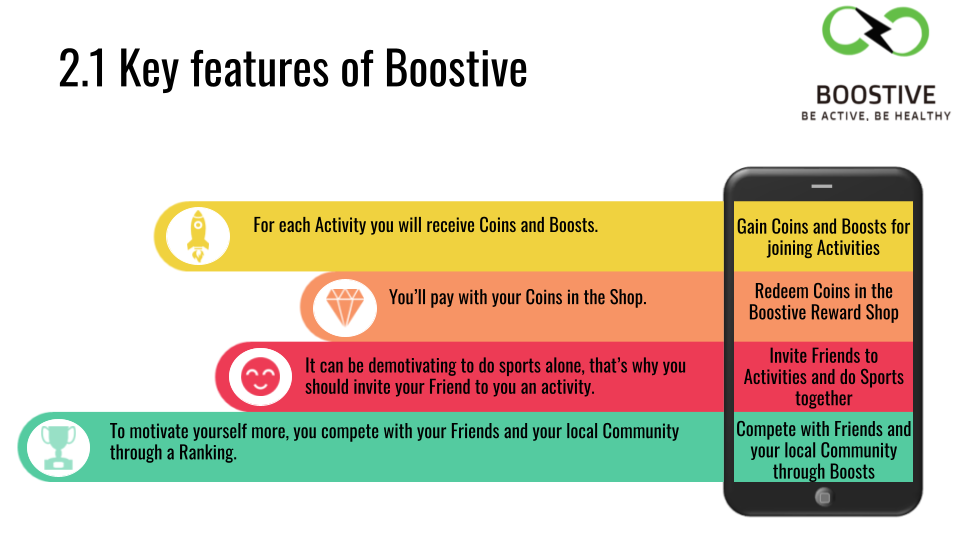 2.1 Key features of Boostive
BOOSTIVE
BE ACTIVE, BE HEALTHY
For each Activity you will receive Coins and Boosts.
Gain Coins and Boosts for
joining Activities
You'll pay with your Coins in the Shop.
Redeem Coins in the
Boostive Reward Shop
It can be demotivating to do sports alone, that's why you
should invite your Friend to you an activity.
Invite Friends to
Activities and do Sports
together
To motivate yourself more, you compete with your Friends and your local Community
through a Ranking.
Compete with Friends and
your local Community
through Boosts